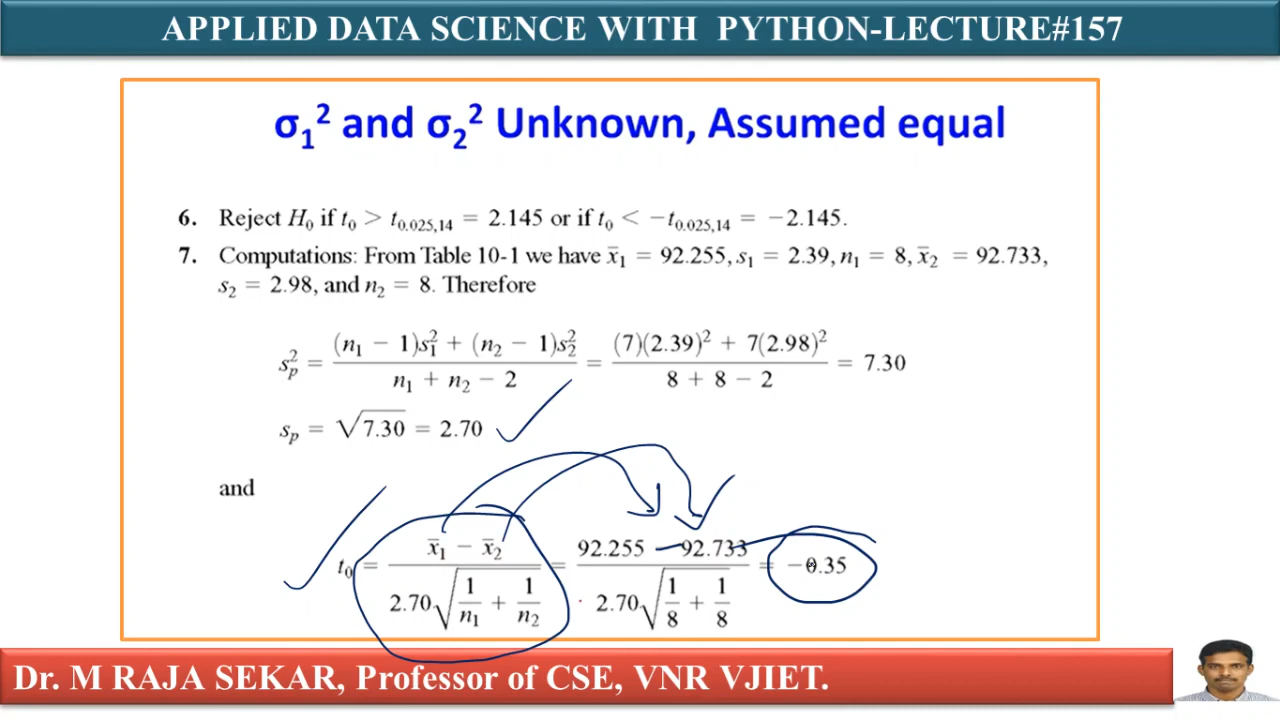 APPLIED DATA SCIENCE WITH PYTHON-LECTURE#157
σ₁² and σ₂² Unknown, Assumed equal
6. Reject H₀ if t₀ > t₀.₀₂₅,₁₄ = 2.145 or if t₀ < −t₀.₀₂₅,₁₄ = −2.145.
7. Computations: From Table 10-1 we have x̄₁ = 92.255, s₁ = 2.39, n₁ = 8, x̄₂ = 92.733,
s₂ = 2.98, and n₂ = 8. Therefore
sₚ² = ((n₁ − 1)s₁² + (n₂ − 1)s₂²) / (n₁ + n₂ − 2) = ((7)(2.39)² + 7(2.98)²) / (8 + 8 − 2) = 7.30
sₚ = √7.30 = 2.70
and
t₀ = (x̄₁ − x̄₂) / (2.70√(1/n₁ + 1/n₂)) = (92.255 − 92.733) / (2.70√(1/8 + 1/8)) = −0.35
Dr. M RAJA SEKAR, Professor of CSE, VNR VJIET.